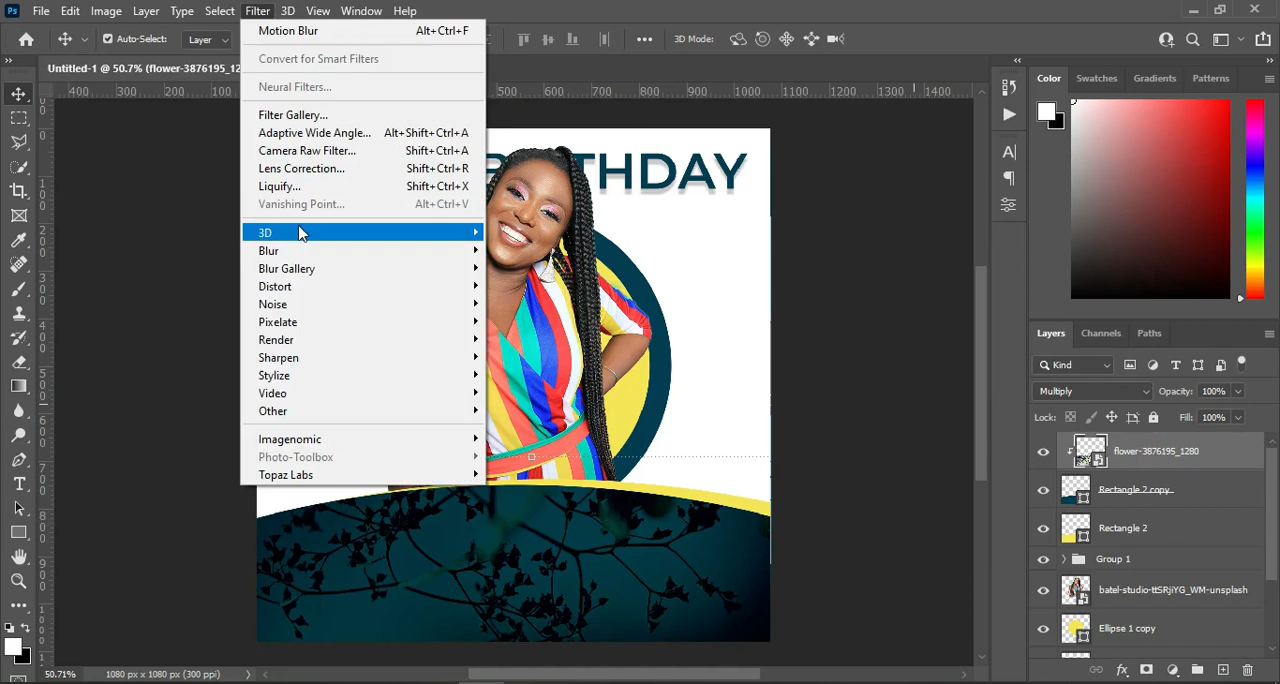 Ps File Edit Image Layer Type Select Filter 3D View Window Help
Auto-Select: Layer 3D Mode:
Untitled-1 @ 50.7% (flower-3876195_12
Motion Blur Alt+Ctrl+F
Convert for Smart Filters
Neural Filters...
Filter Gallery...
Adaptive Wide Angle... Alt+Shift+Ctrl+A
Camera Raw Filter... Shift+Ctrl+A
Lens Correction... Shift+Ctrl+R
Liquify... Shift+Ctrl+X
Vanishing Point... Alt+Ctrl+V
3D
Blur
Blur Gallery
Distort
Noise
Pixelate
Render
Sharpen
Stylize
Video
Other
Imagenomic
Photo-Toolbox
Topaz Labs
400 300 200 100 500 600 700 800 900 1000 1100 1200 1300 1400
THDAY
Color Swatches Gradients Patterns
Layers Channels Paths
Kind
Multiply Opacity: 100%
Lock: Fill: 100%
flower-3876195_1280
Rectangle 2 copy
Rectangle 2
Group 1
batel-studio-ttSRjiYG_WM-unsplash
Ellipse 1 copy
50.71% 1080 px x 1080 px (300 ppi)